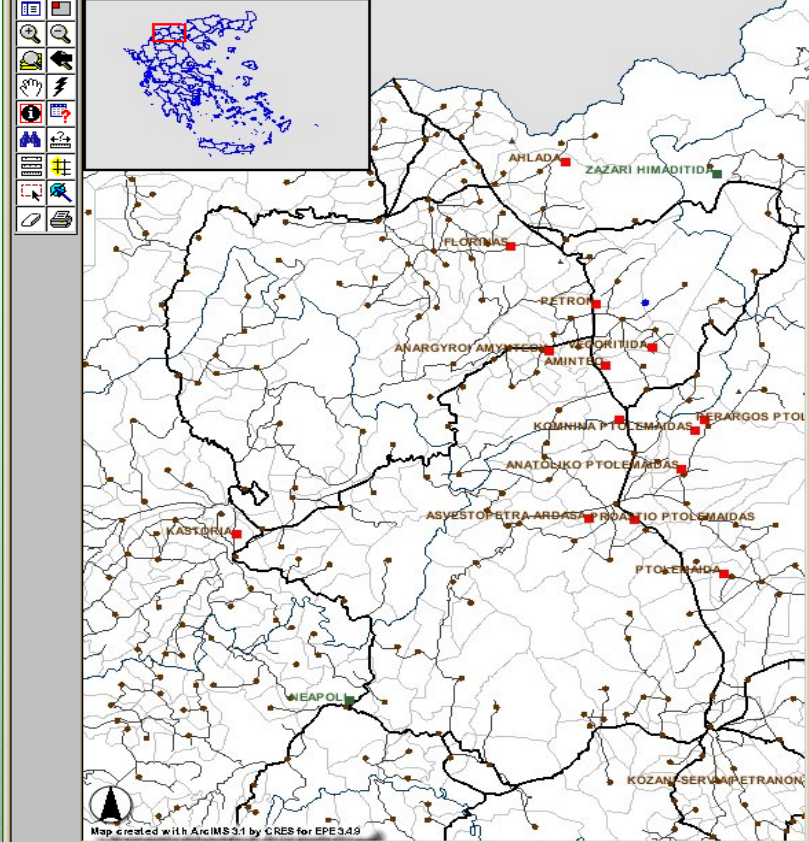 AHLADA
ZAZARI HIMADITIDA
FLORINAS
PETRON
ANARGYROI AMYNTEOU
VEGORITIDA
AMINTEO
PERARGOS PTOL
KOMNINA PTOLEMAIDAS
ANATOLIKO PTOLEMAIDAS
ASVESTOPETRA ARDASA
PROASTIO PTOLEMAIDAS
KASTORIA
PTOLEMAIDA
NEAPOLI
KOZANI-SERVIA(PETRANON
Map created with ArcIMS 3.1 by CRES for EPE 3.4.9